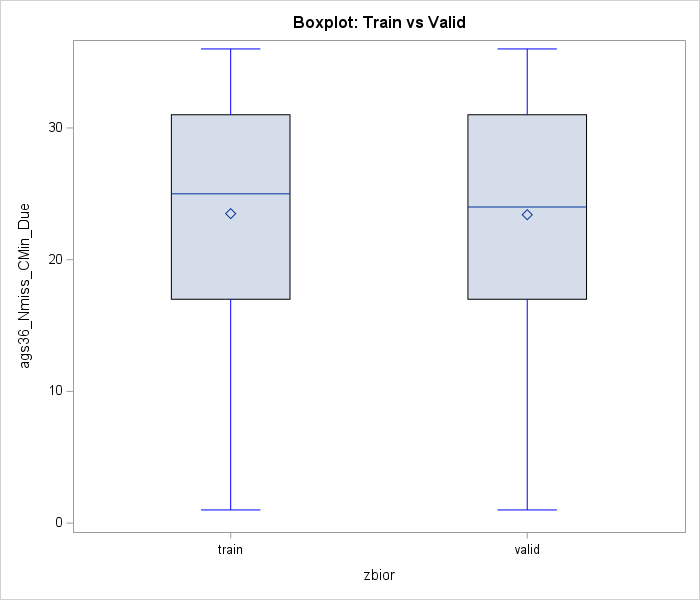 Boxplot: Train vs Valid
30
20
10
0
ags36_Nmiss_CMin_Due
train
valid
zbior